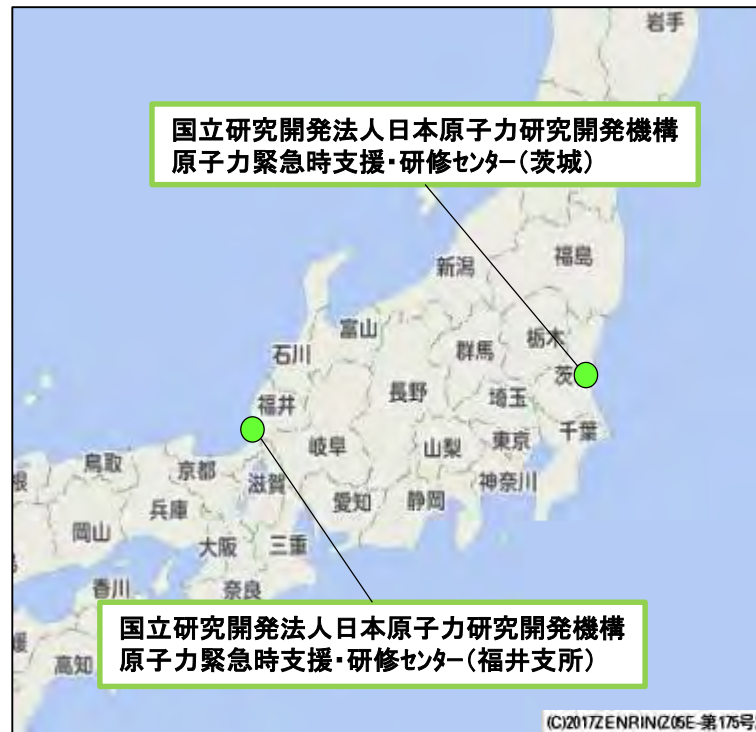 岩手
国立研究開発法人日本原子力研究開発機構
原子力緊急時支援・研修センター(茨城)
福島
新潟
富山
栃木
石川
群馬
茨
長野
埼玉
福井
千葉
東京
岐阜
山梨
鳥取
京都
滋賀
神奈川
兵庫
愛知
静岡
岡山
大阪
三重
香川
奈良
国立研究開発法人日本原子力研究開発機構
原子力緊急時支援・研修センター(福井支所)
高知
(C)2017ZENRIN(Z05E-第175号